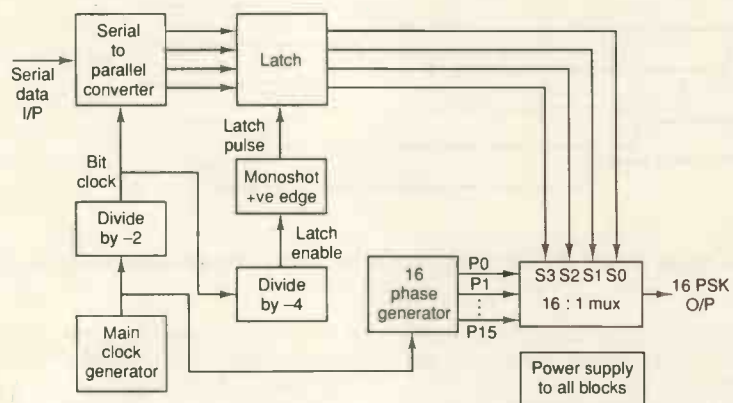 Serial
to
parallel
converter
Latch
Serial
data
I/P
Latch
pulse
Bit
clock
Monoshot
+ve edge
Divide
by –2
Latch
enable
Divide
by –4
Main
clock
generator
16
phase
generator
P0
P1
⋮
P15
S3 S2 S1 S0
16 : 1 mux
16 PSK
O/P
Power supply
to all blocks